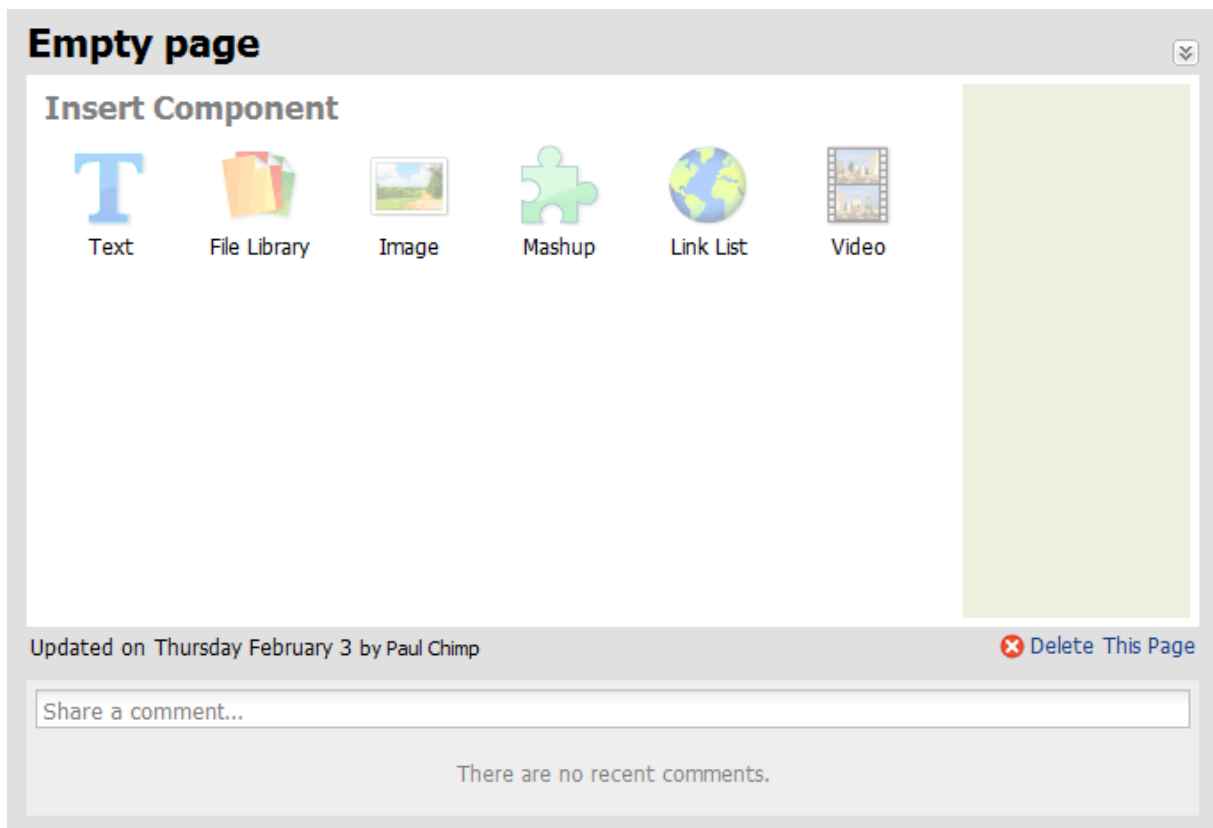 Empty page
Insert Component
Text File Library Image Mashup Link List Video
Updated on Thursday February 3 by Paul Chimp
Delete This Page
Share a comment...
There are no recent comments.